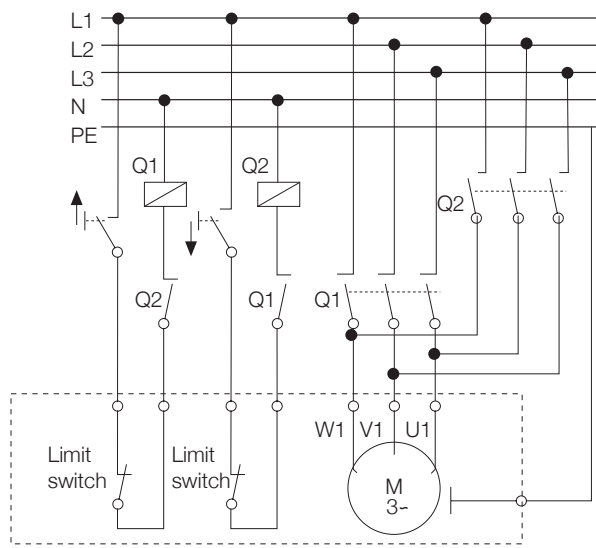 L1
L2
L3
N
PE
Q1
Q2
Q2
Q2
Q1
Q1
W1 V1 U1
Limit
switch
Limit
switch
M
3~